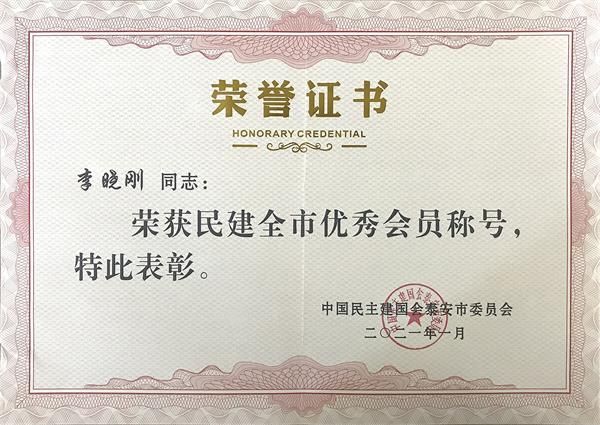 荣誉证书
HONORARY CREDENTIAL
李晓刚 同志：
荣获民建全市优秀会员称号，
特此表彰。
中国民主建国会泰安市委员会
二〇二一年一月